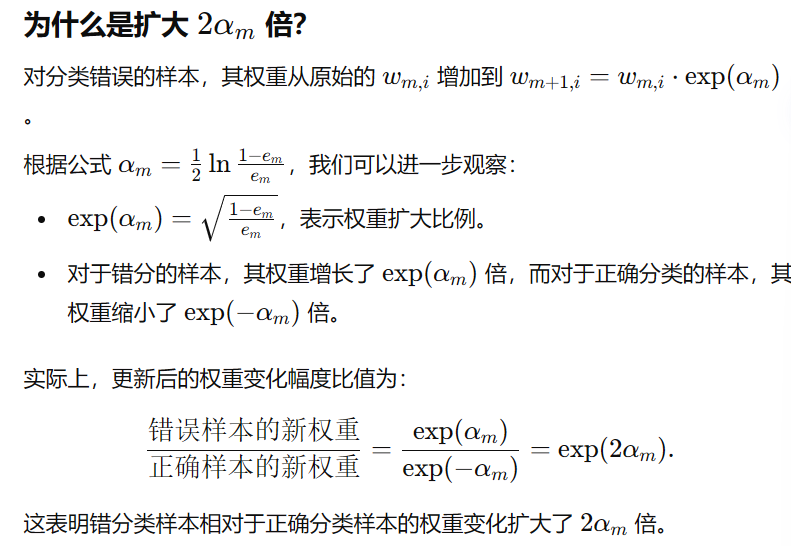 为什么是扩大 $2\alpha_m$ 倍？
对分类错误的样本，其权重从原始的 $w_{m,i}$ 增加到 $w_{m+1,i} = w_{m,i} \cdot \exp(\alpha_m)$
。
根据公式 $\alpha_m = \frac{1}{2} \ln \frac{1-e_m}{e_m}$，我们可以进一步观察：
• $\exp(\alpha_m) = \sqrt{\frac{1-e_m}{e_m}}$，表示权重扩大比例。
• 对于错分的样本，其权重增长了 $\exp(\alpha_m)$ 倍，而对于正确分类的样本，其
权重缩小了 $\exp(-\alpha_m)$ 倍。
实际上，更新后的权重变化幅度比值为：
$\frac{错误样本的新权重}{正确样本的新权重} = \frac{\exp(\alpha_m)}{\exp(-\alpha_m)} = \exp(2\alpha_m).$
这表明错分类样本相对于正确分类样本的权重变化扩大了 $2\alpha_m$ 倍。